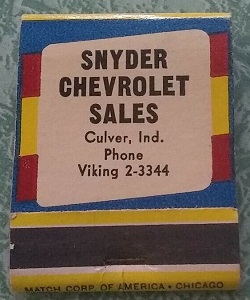 SNYDER
CHEVROLET
SALES
Culver, Ind.
Phone
Viking 2-3344
MATCH CORP. OF AMERICA • CHICAGO